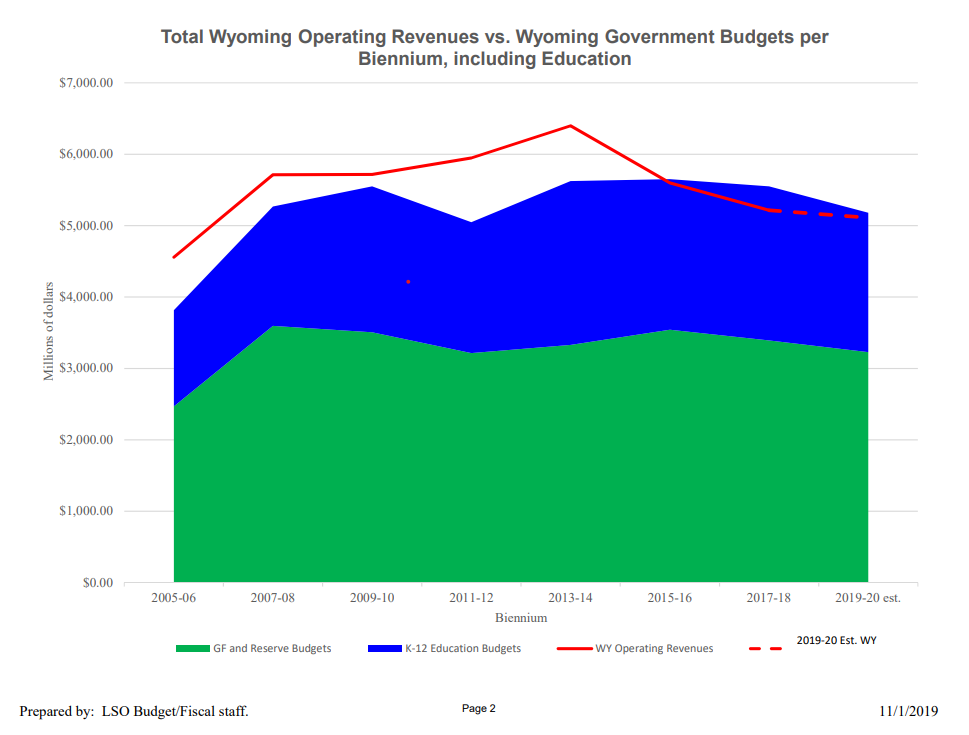 Total Wyoming Operating Revenues vs. Wyoming Government Budgets per
Biennium, including Education
$7,000.00
$6,000.00
$5,000.00
$4,000.00
$3,000.00
$2,000.00
$1,000.00
$0.00
Millions of dollars
2005-06 2007-08 2009-10 2011-12 2013-14 2015-16 2017-18 2019-20 est.
Biennium
GF and Reserve Budgets K-12 Education Budgets WY Operating Revenues 2019-20 Est. WY
Prepared by: LSO Budget/Fiscal staff. Page 2 11/1/2019